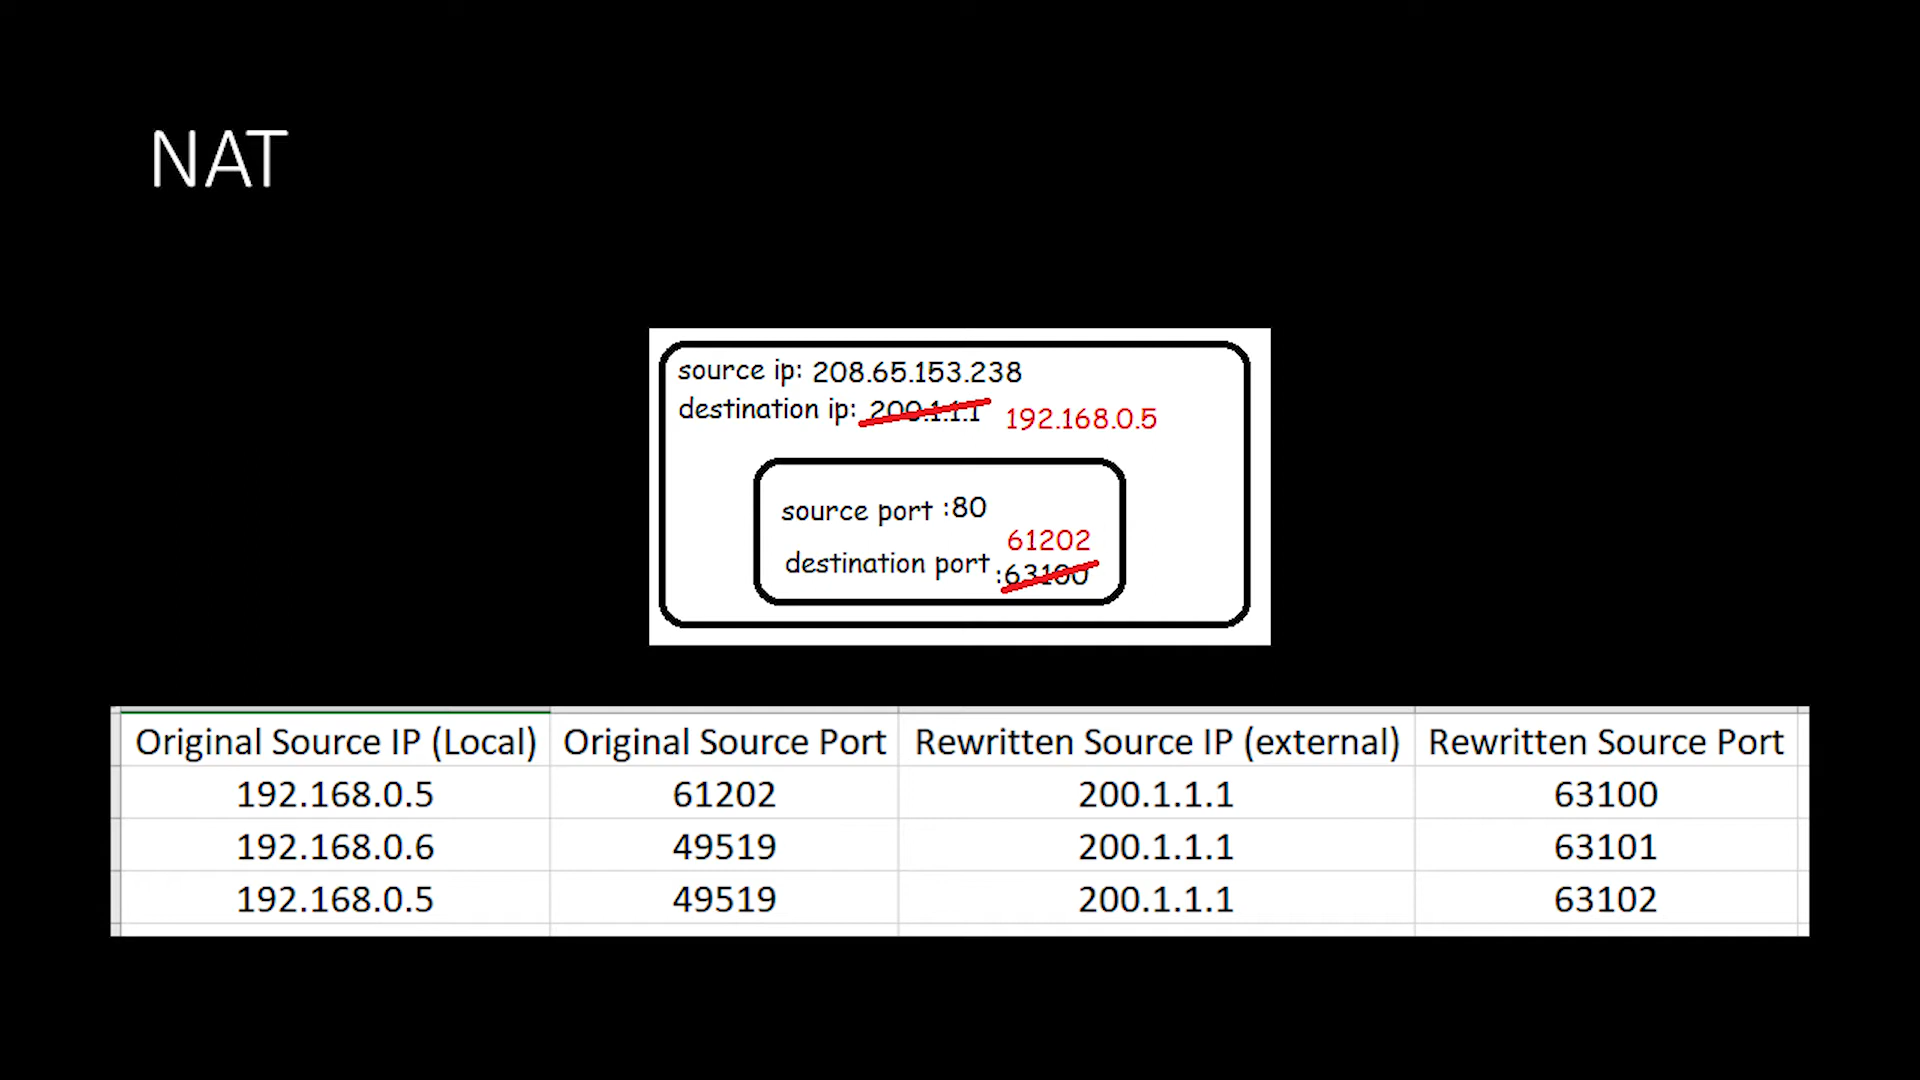 NAT
source ip: 208.65.153.238
destination ip: 200.1.1.1 192.168.0.5
source port :80
61202
destination port :63100
Original Source IP (Local) Original Source Port Rewritten Source IP (external) Rewritten Source Port
192.168.0.5 61202 200.1.1.1 63100
192.168.0.6 49519 200.1.1.1 63101
192.168.0.5 49519 200.1.1.1 63102